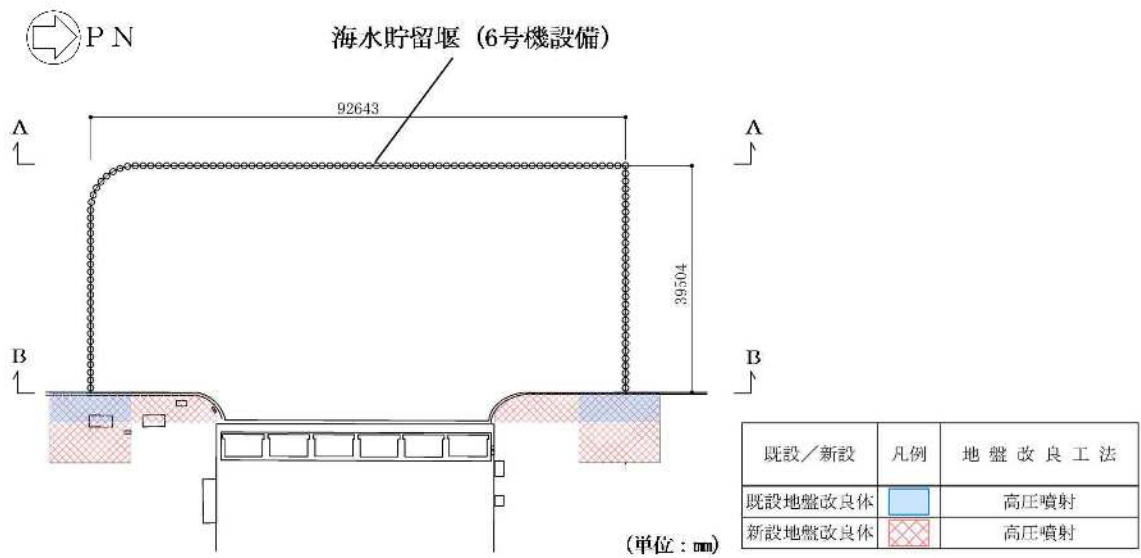 PN
海水貯留堰（6号機設備）
92643
A
A
39504
B
B
既設／新設 凡例 地盤改良工法
既設地盤改良体 高圧噴射
新設地盤改良体 高圧噴射
（単位：mm）